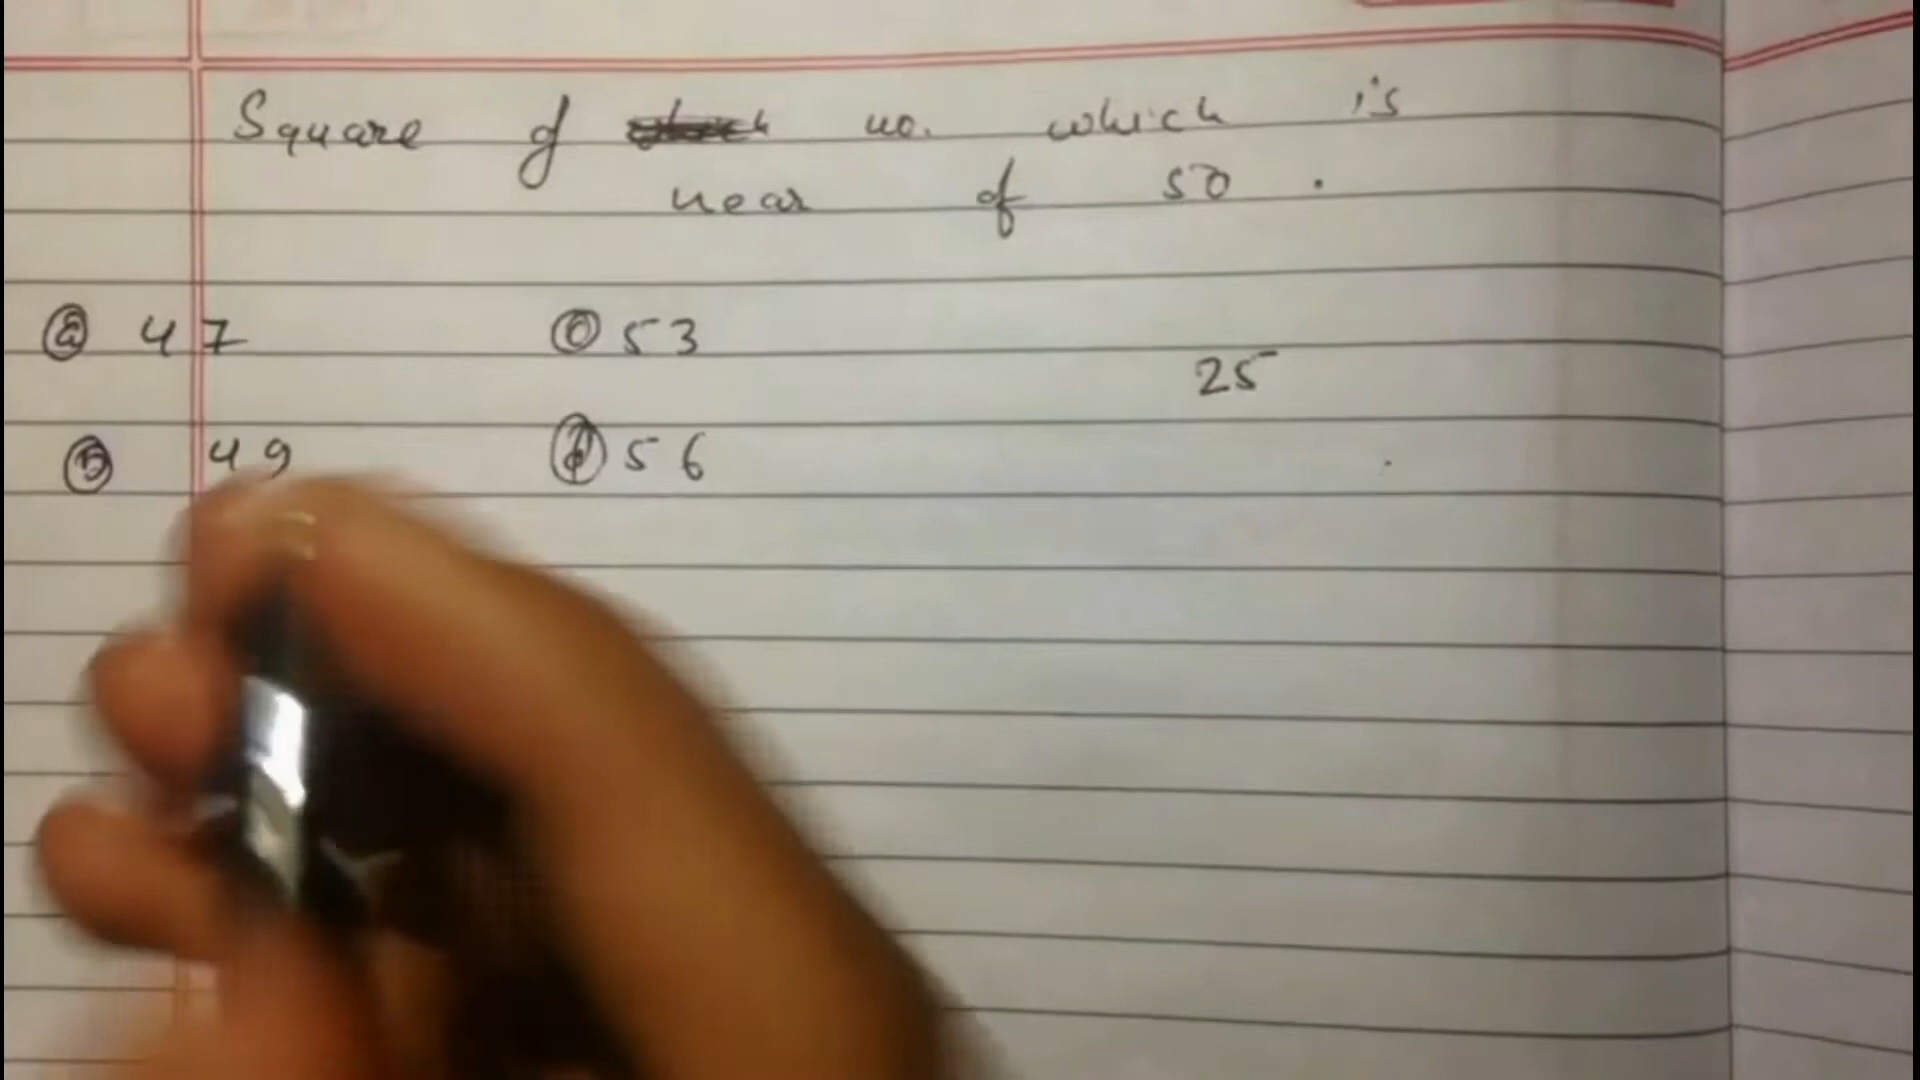 Square of no. which is
near of 50.
ⓐ 47
ⓒ 53
25
ⓑ 49
ⓓ 56